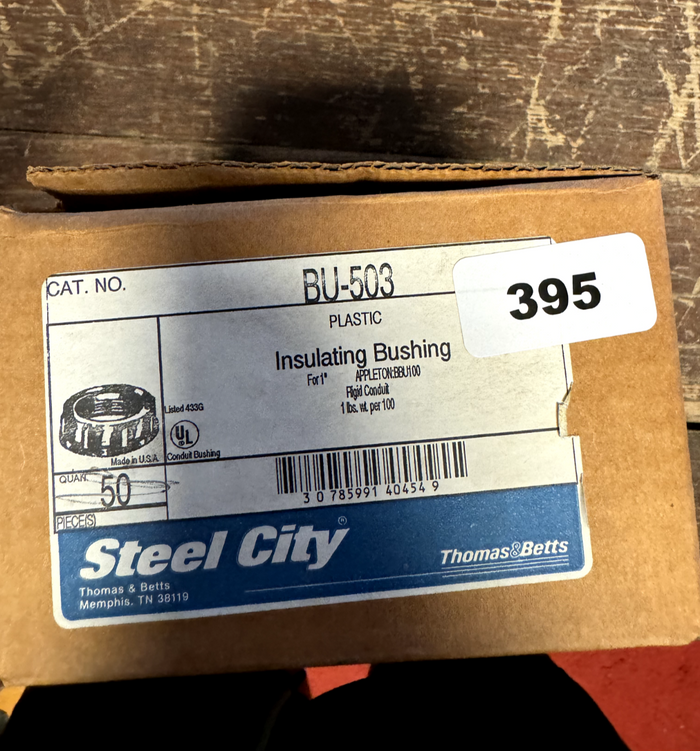 CAT. NO.
BU-503
395
PLASTIC
Insulating Bushing
For 1" APPLETON:BBU100
Rigid Conduit
1 lbs. wt. per 100
Listed 433G
UL
Made in U.S.A.
Conduit Bushing
QUAN.
50
PIECE(S)
3 0 785991 40454 9
Steel City®
Thomas&Betts
Thomas & Betts
Memphis, TN 38119